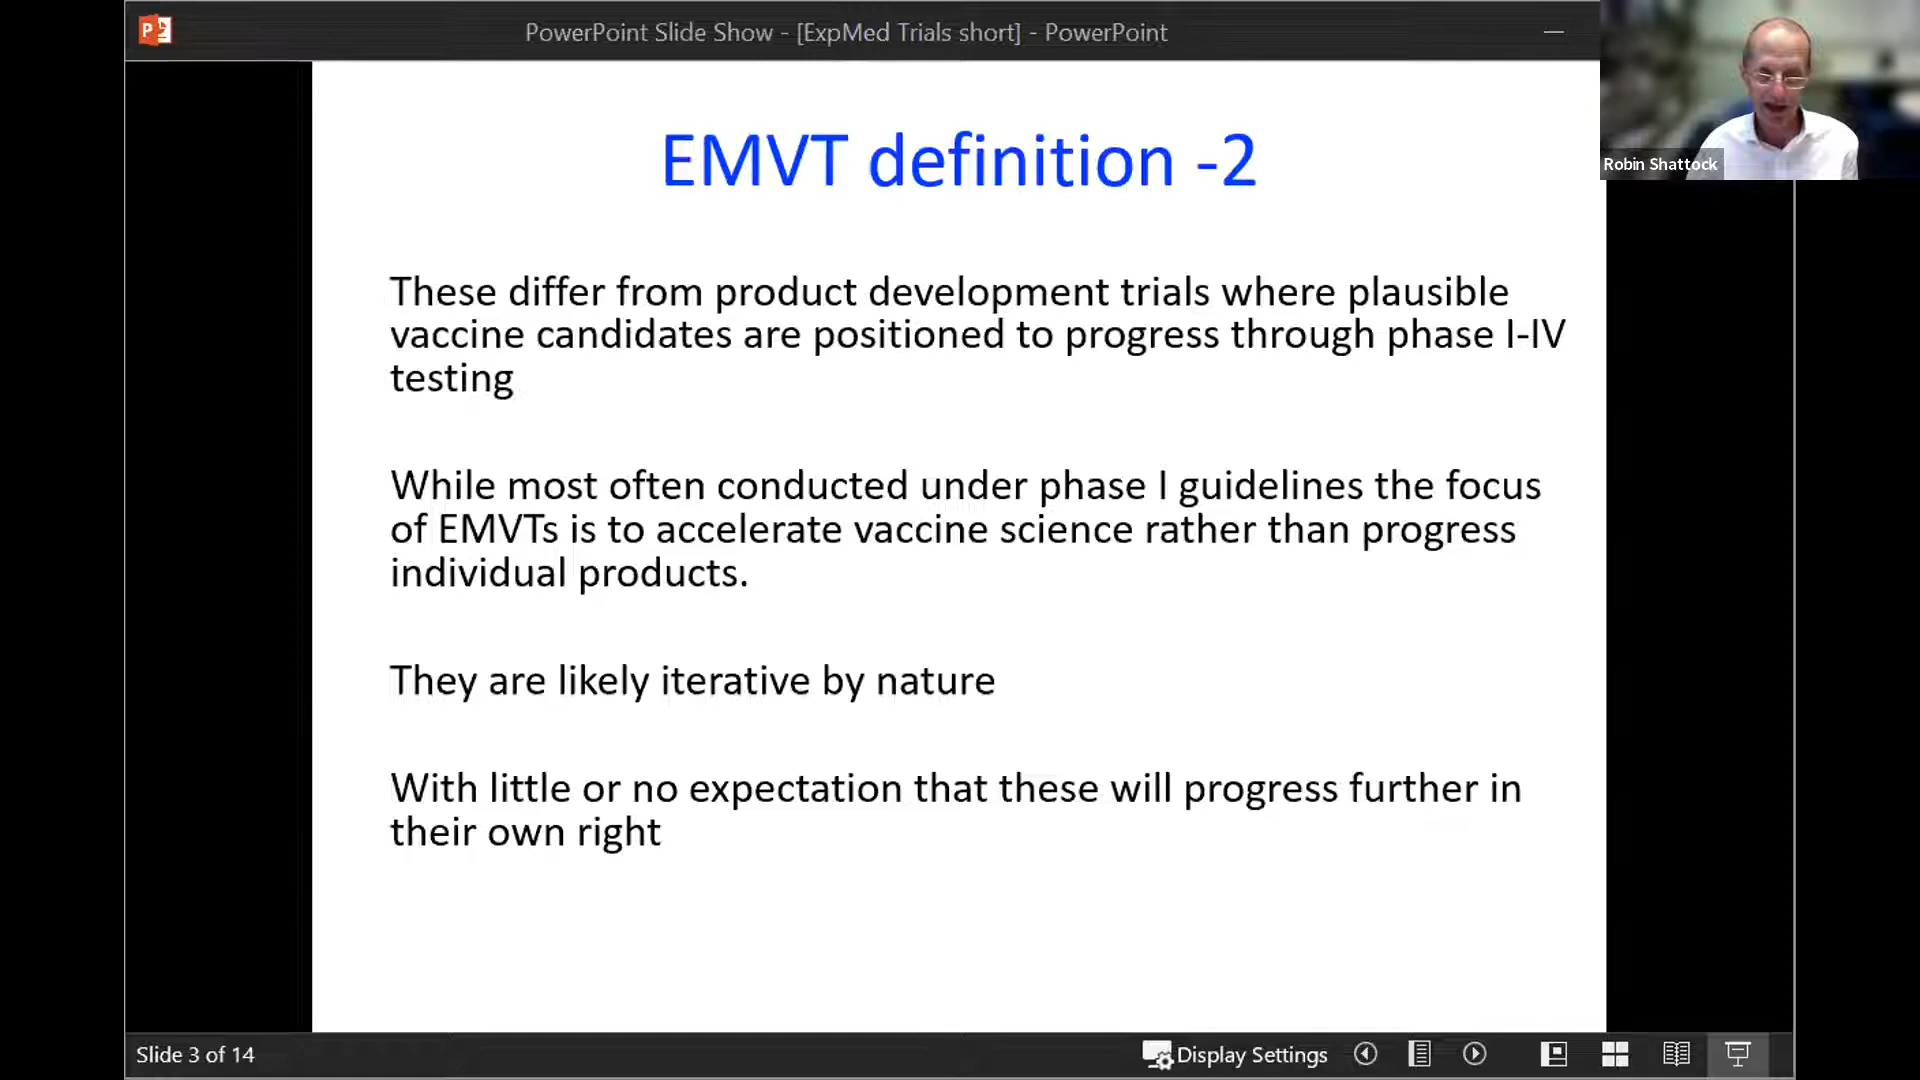 PowerPoint Slide Show - [ExpMed Trials short] - PowerPoint
Robin Shattock
EMVT definition -2
These differ from product development trials where plausible
vaccine candidates are positioned to progress through phase I-IV
testing
While most often conducted under phase I guidelines the focus
of EMVTs is to accelerate vaccine science rather than progress
individual products.
They are likely iterative by nature
With little or no expectation that these will progress further in
their own right
Slide 3 of 14
Display Settings